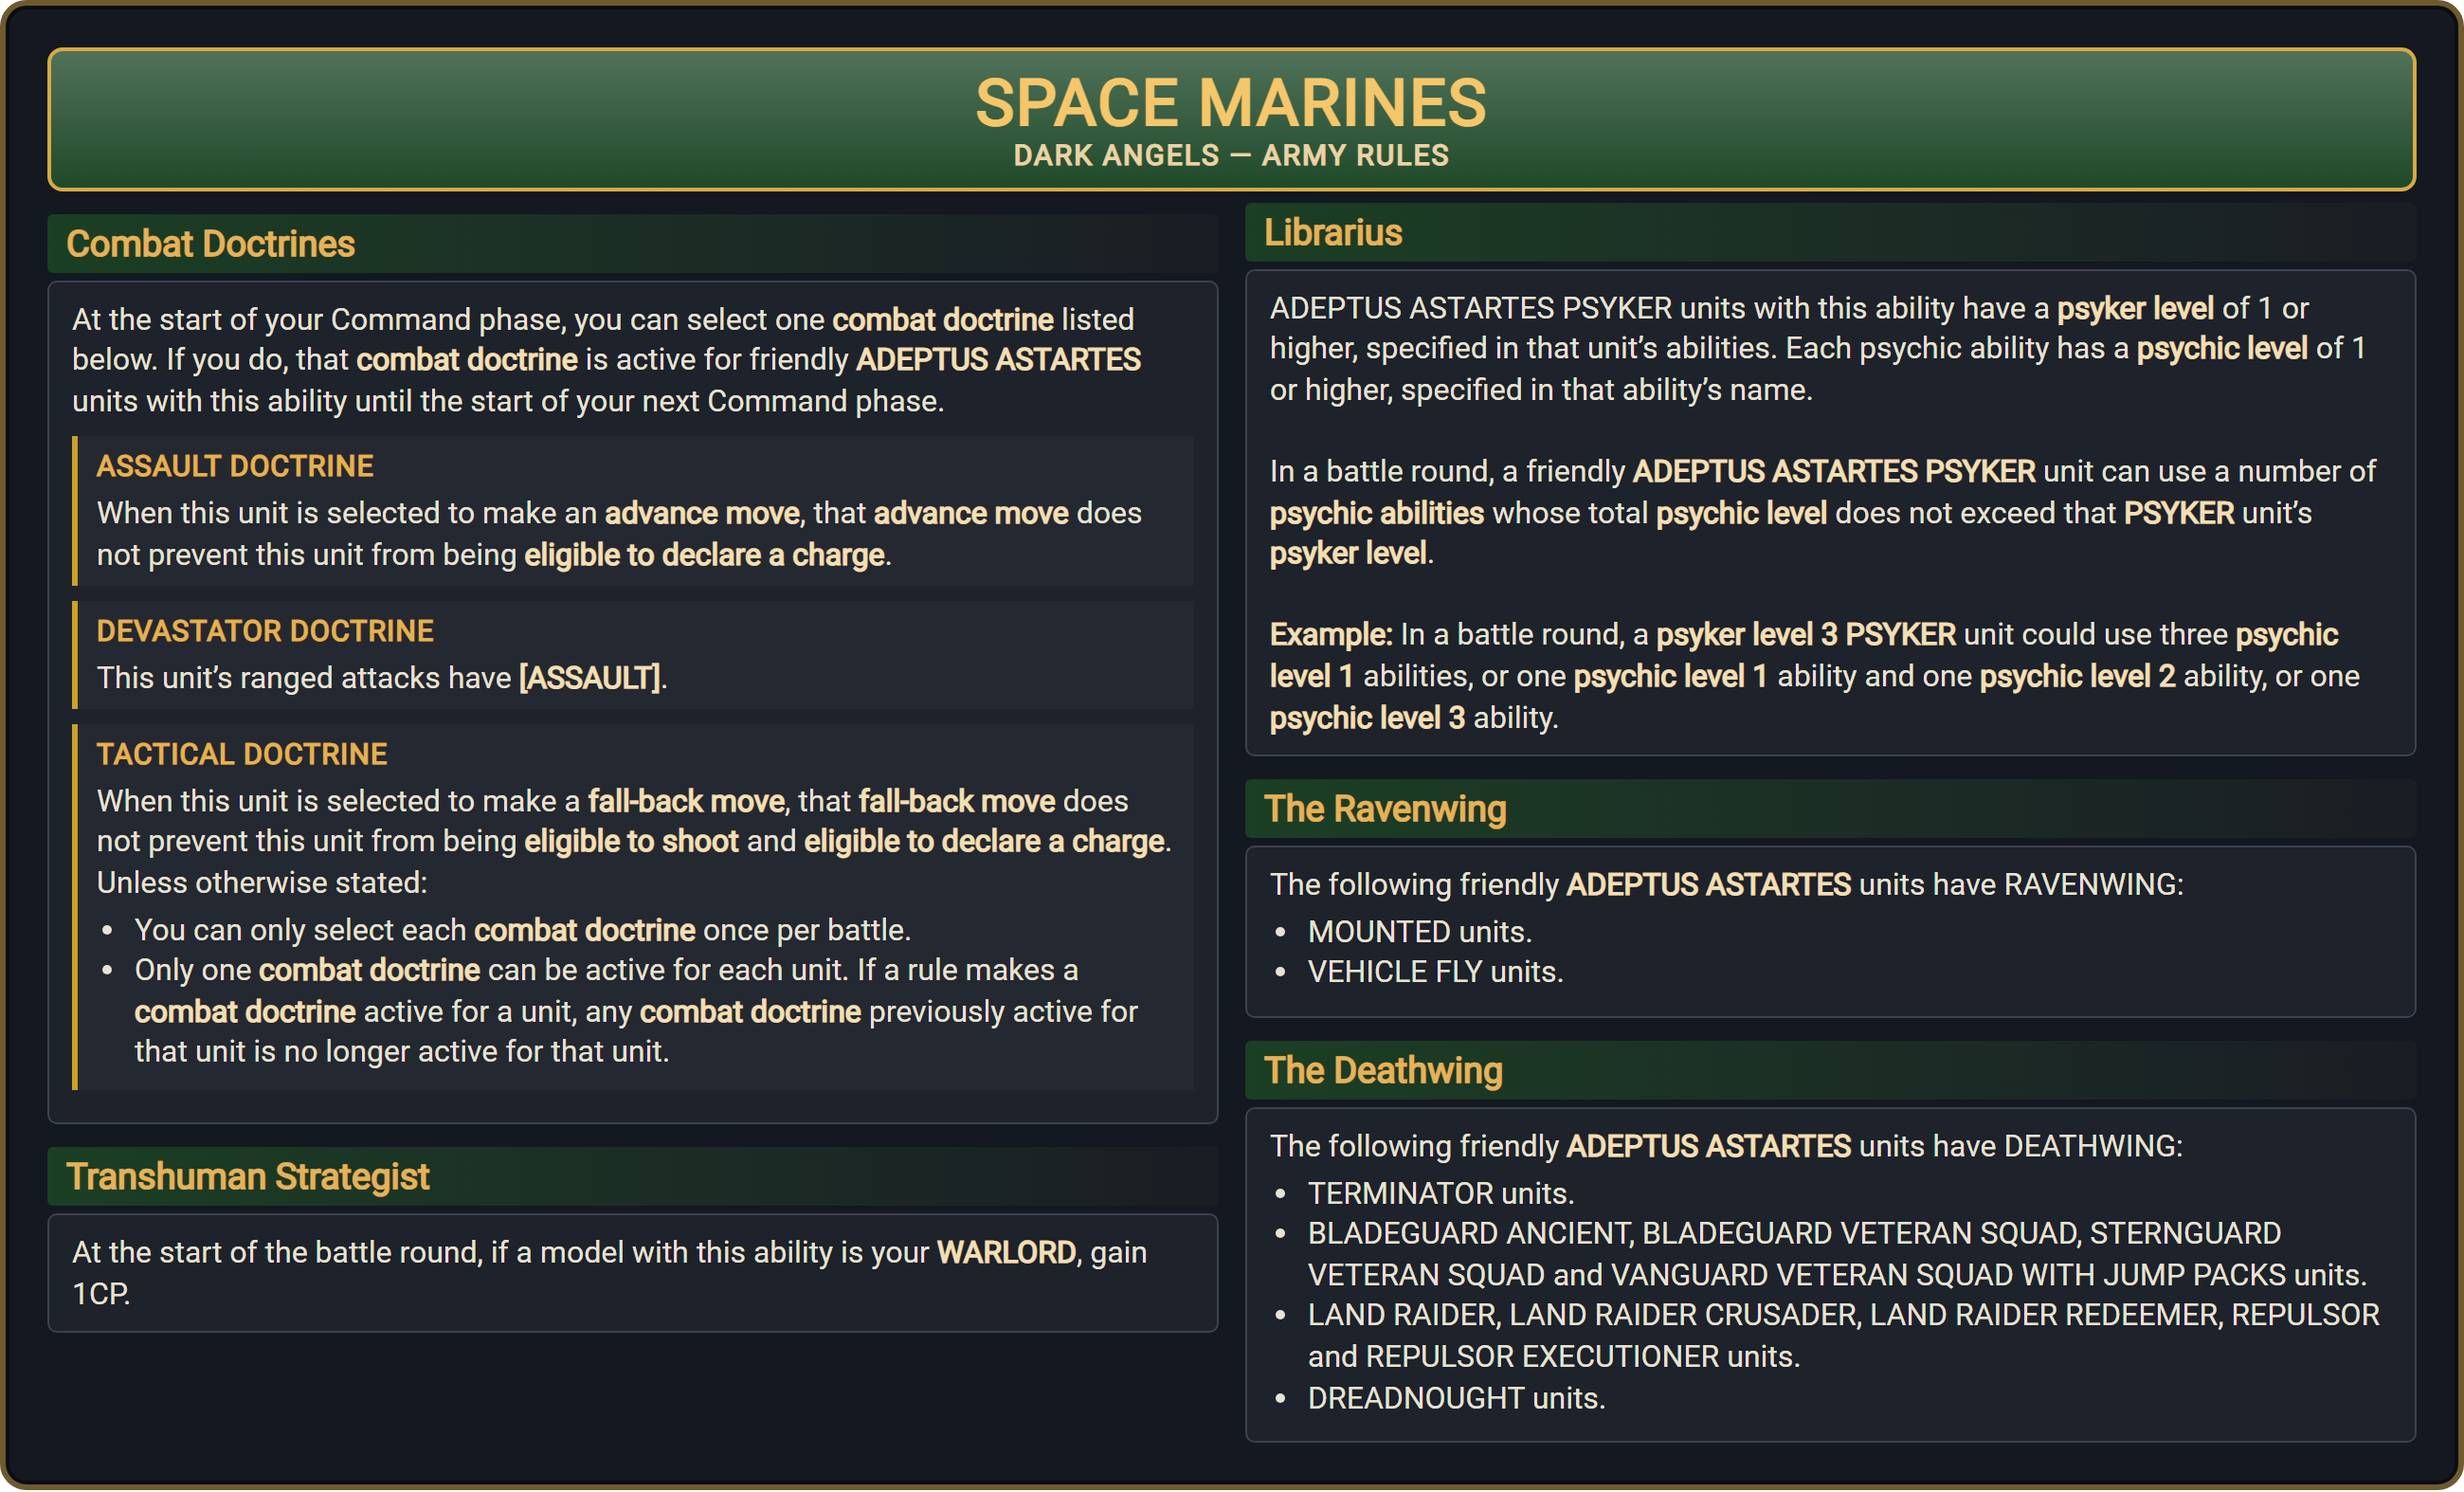 SPACE MARINES
DARK ANGELS — ARMY RULES
Combat Doctrines
At the start of your Command phase, you can select one combat doctrine listed
below. If you do, that combat doctrine is active for friendly ADEPTUS ASTARTES
units with this ability until the start of your next Command phase.
ASSAULT DOCTRINE
When this unit is selected to make an advance move, that advance move does
not prevent this unit from being eligible to declare a charge.
DEVASTATOR DOCTRINE
This unit’s ranged attacks have [ASSAULT].
TACTICAL DOCTRINE
When this unit is selected to make a fall-back move, that fall-back move does
not prevent this unit from being eligible to shoot and eligible to declare a charge.
Unless otherwise stated:
• You can only select each combat doctrine once per battle.
• Only one combat doctrine can be active for each unit. If a rule makes a
combat doctrine active for a unit, any combat doctrine previously active for
that unit is no longer active for that unit.
Transhuman Strategist
At the start of the battle round, if a model with this ability is your WARLORD, gain
1CP.
Librarius
ADEPTUS ASTARTES PSYKER units with this ability have a psyker level of 1 or
higher, specified in that unit’s abilities. Each psychic ability has a psychic level of 1
or higher, specified in that ability’s name.
In a battle round, a friendly ADEPTUS ASTARTES PSYKER unit can use a number of
psychic abilities whose total psychic level does not exceed that PSYKER unit’s
psyker level.
Example: In a battle round, a psyker level 3 PSYKER unit could use three psychic
level 1 abilities, or one psychic level 1 ability and one psychic level 2 ability, or one
psychic level 3 ability.
The Ravenwing
The following friendly ADEPTUS ASTARTES units have RAVENWING:
• MOUNTED units.
• VEHICLE FLY units.
The Deathwing
The following friendly ADEPTUS ASTARTES units have DEATHWING:
• TERMINATOR units.
• BLADEGUARD ANCIENT, BLADEGUARD VETERAN SQUAD, STERNGUARD
VETERAN SQUAD and VANGUARD VETERAN SQUAD WITH JUMP PACKS units.
• LAND RAIDER, LAND RAIDER CRUSADER, LAND RAIDER REDEEMER, REPULSOR
and REPULSOR EXECUTIONER units.
• DREADNOUGHT units.